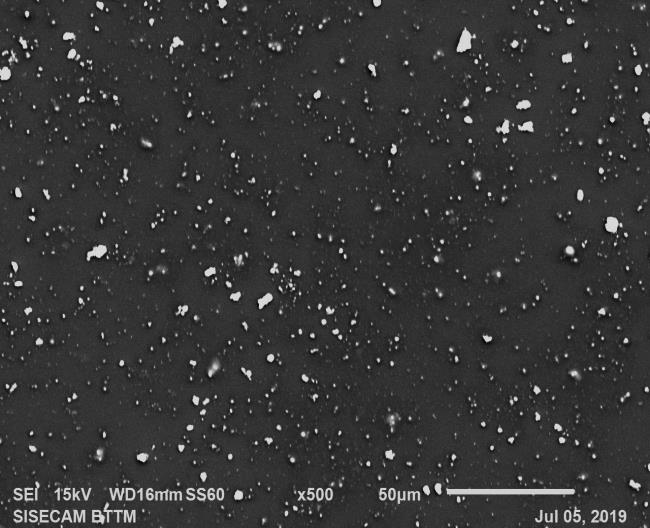 SEI 15kV WD16mm SS60 x500 50µm
SISECAM BTTM Jul 05, 2019